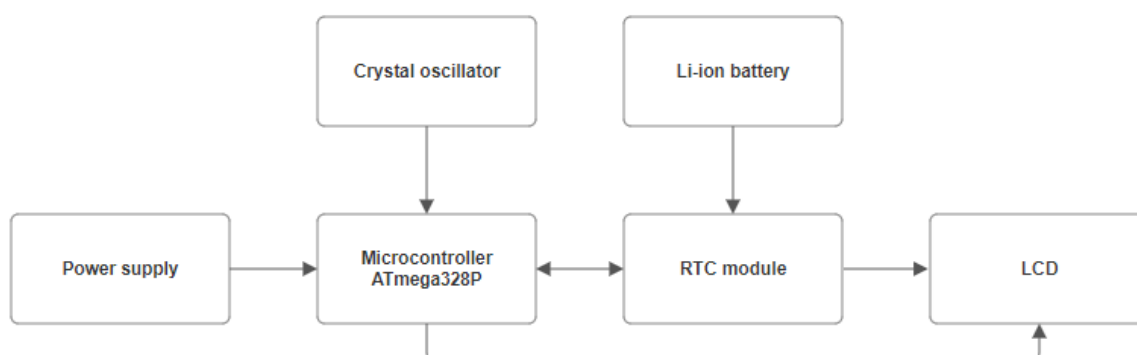 Crystal oscillator
Li-ion battery
Power supply
Microcontroller
ATmega328P
RTC module
LCD